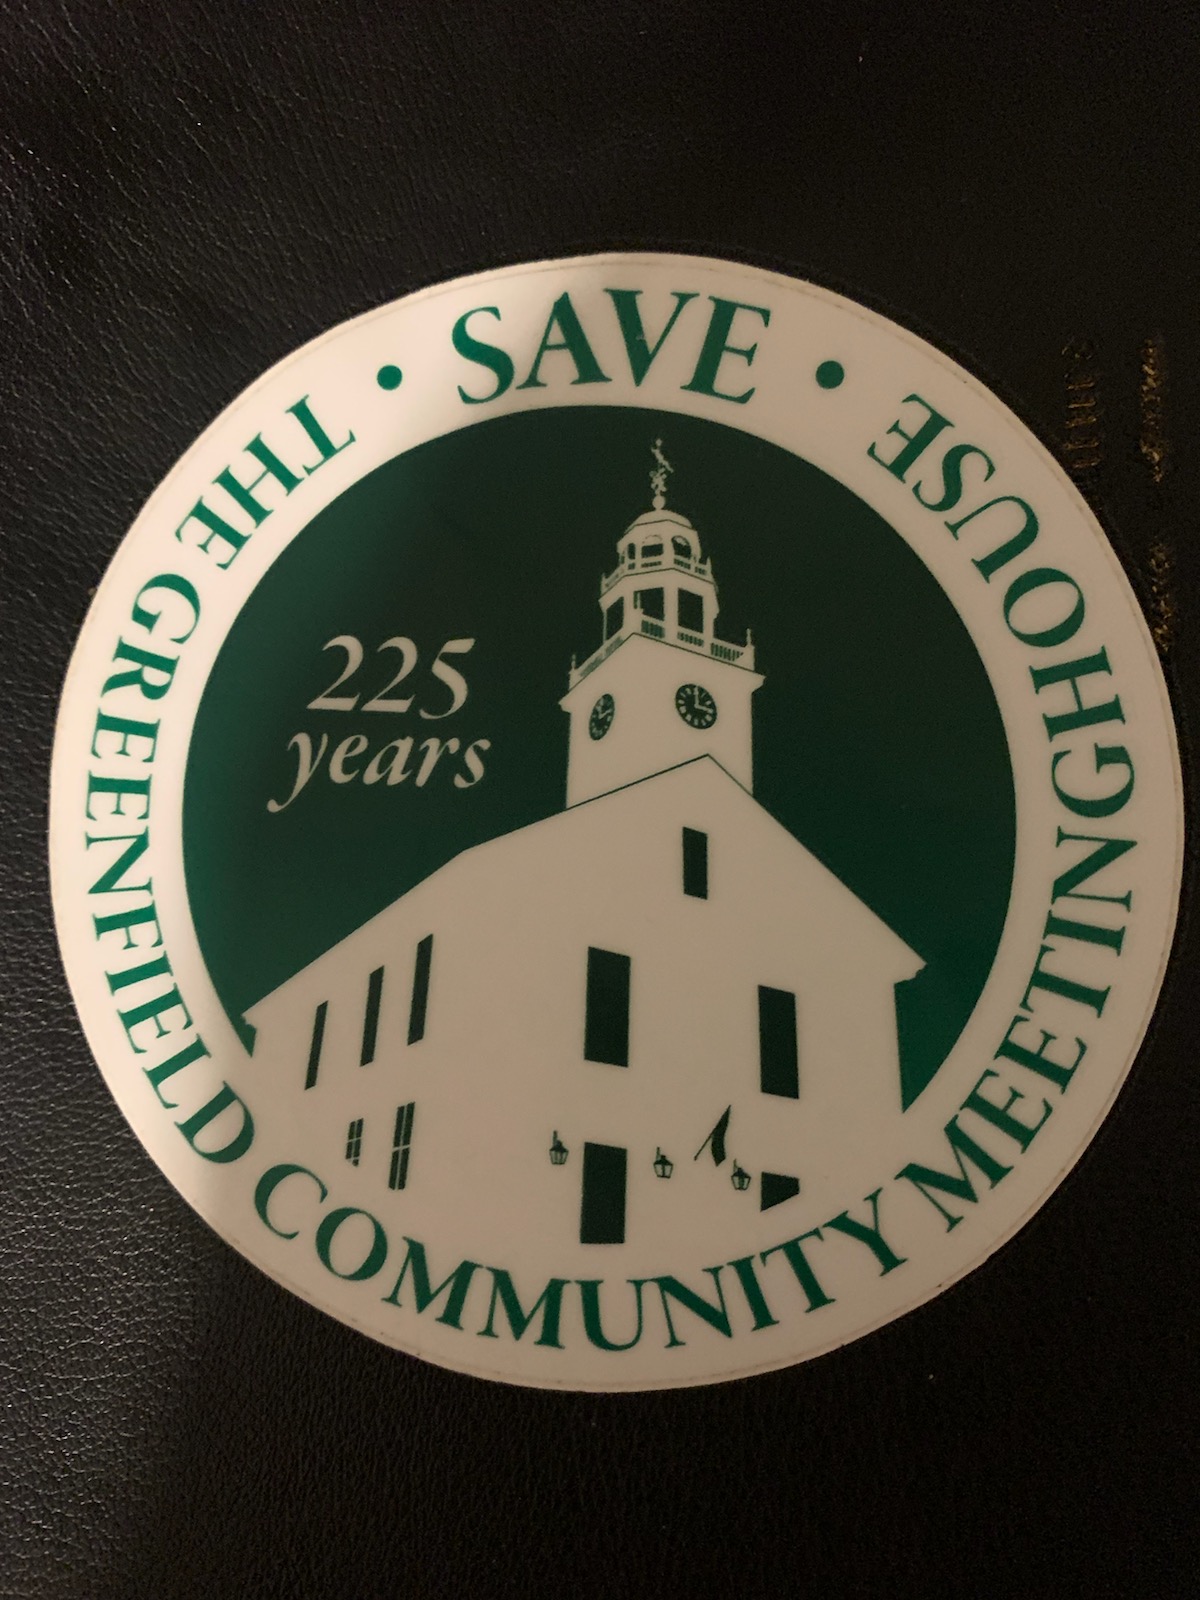 SAVE
THE GREENFIELD COMMUNITY MEETINGHOUSE
225
years